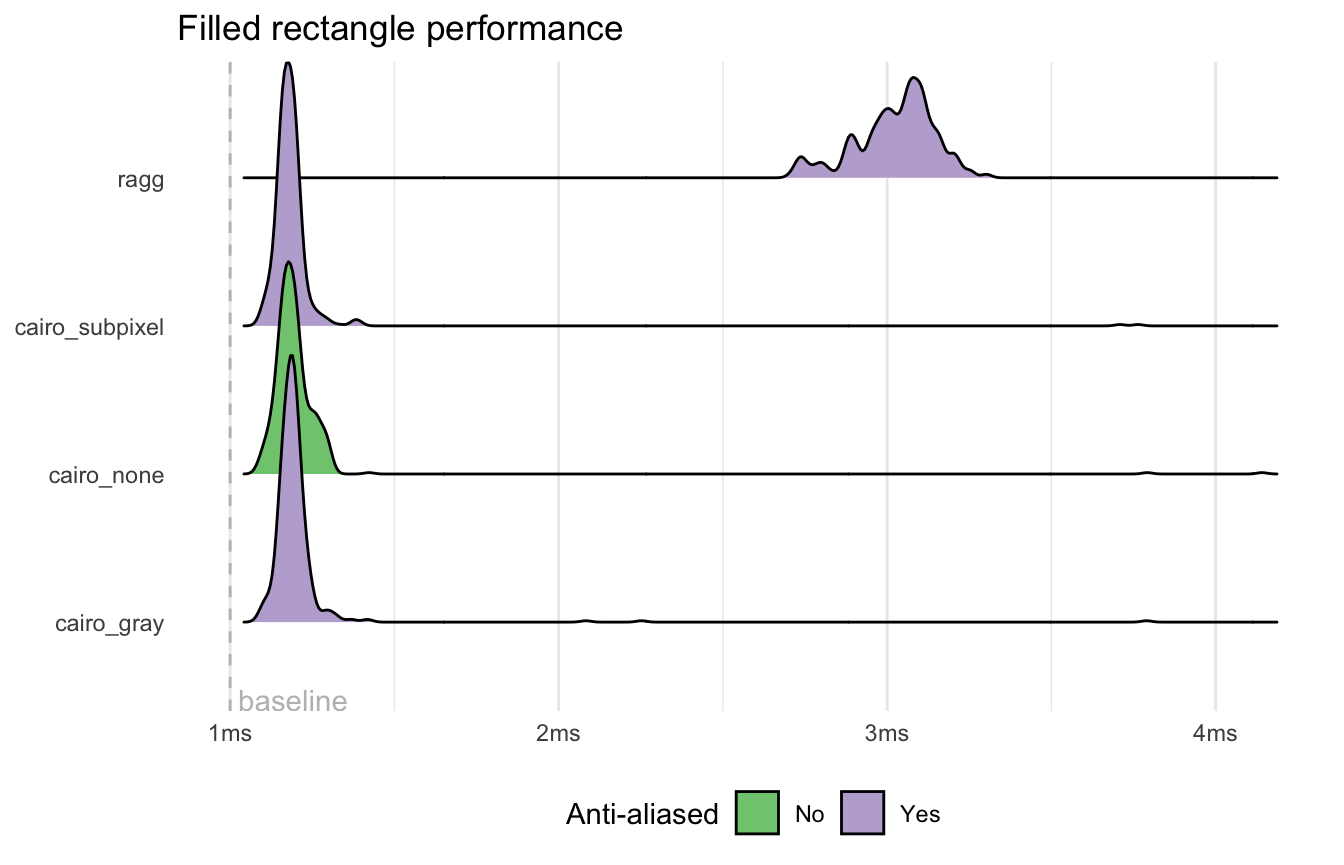 Filled rectangle performance
ragg
cairo_subpixel
cairo_none
cairo_gray
baseline
1ms 2ms 3ms 4ms
Anti-aliased No Yes